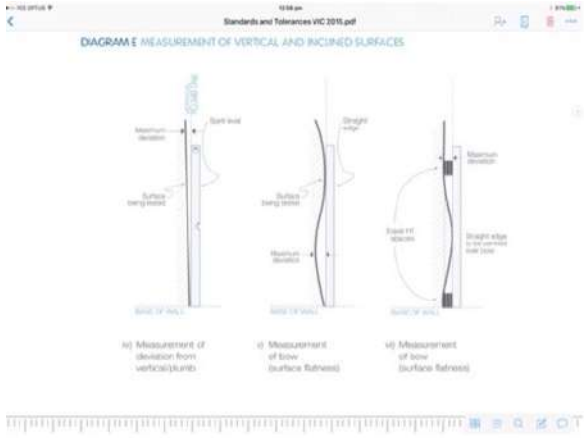 12:58 pm
Standards and Tolerances VIC 2015.pdf
DIAGRAM E MEASUREMENT OF VERTICAL AND INCLINED SURFACES
Spirit level
Maximum
deviation
Surface
being tested
BASE OF WALL
iv) Measurement of
deviation from
vertical/plumb
Straight
edge
Surface
being tested
Maximum
deviation
BASE OF WALL
v) Measurement
of bow
(surface flatness)
Maximum
deviation
Straight edge
BASE OF WALL
vi) Measurement
of bow
(surface flatness)